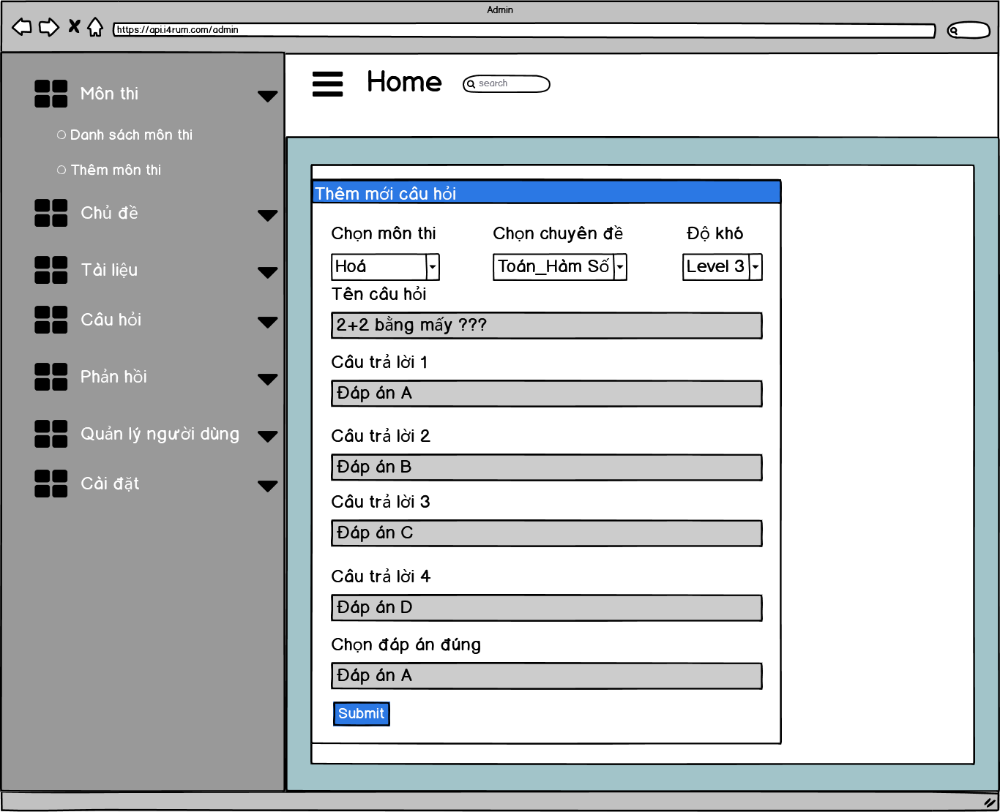 Admin
https://api.i4rum.com/admin
Home
search
Môn thi
Danh sách môn thi
Thêm môn thi
Chủ đề
Tài liệu
Câu hỏi
Phản hồi
Quản lý người dùng
Cài đặt
Thêm mới câu hỏi
Chọn môn thi Chọn chuyên đề Độ khó
Hoá Toán_Hàm Số Level 3
Tên câu hỏi
2+2 bằng mấy ???
Câu trả lời 1
Đáp án A
Câu trả lời 2
Đáp án B
Câu trả lời 3
Đáp án C
Câu trả lời 4
Đáp án D
Chọn đáp án đúng
Đáp án A
Submit